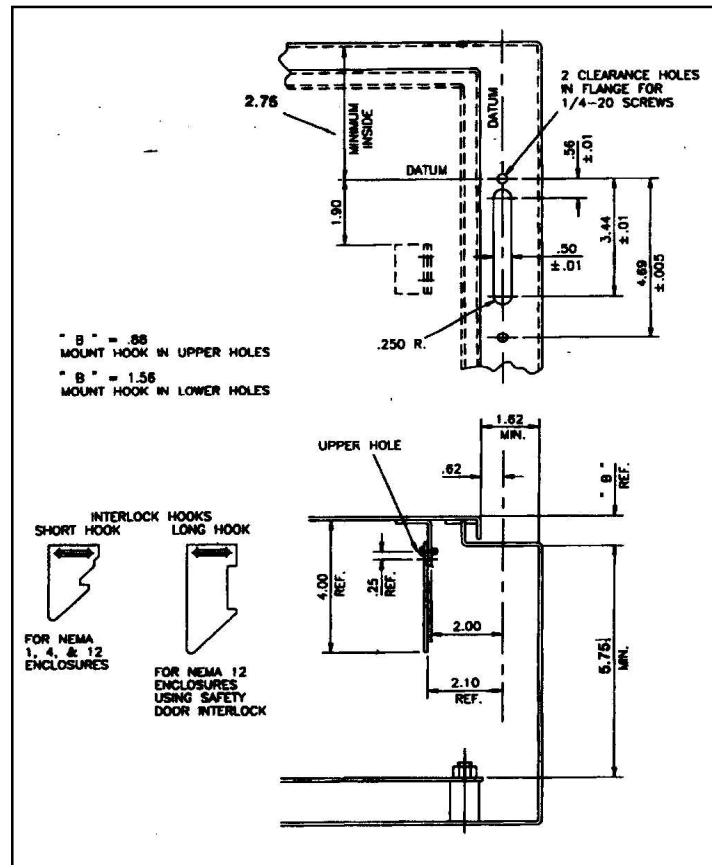 2 CLEARANCE HOLES
IN FLANGE FOR
1/4-20 SCREWS
2.76
MINIMUM
INSIDE
DATUM
DATUM
.56
±.01
1.90
.50
±.01
3.44
±.01
4.69
±.005
.250 R.
" B " = .88
MOUNT HOOK IN UPPER HOLES
" B " = 1.56
MOUNT HOOK IN LOWER HOLES
1.62
MIN.
UPPER HOLE
.62
" B "
REF.
INTERLOCK HOOKS
SHORT HOOK
LONG HOOK
4.00
REF.
.25
REF.
2.00
5.75
MIN.
2.10
REF.
FOR NEMA
1, 4, & 12
ENCLOSURES
FOR NEMA 12
ENCLOSURES
USING SAFETY
DOOR INTERLOCK